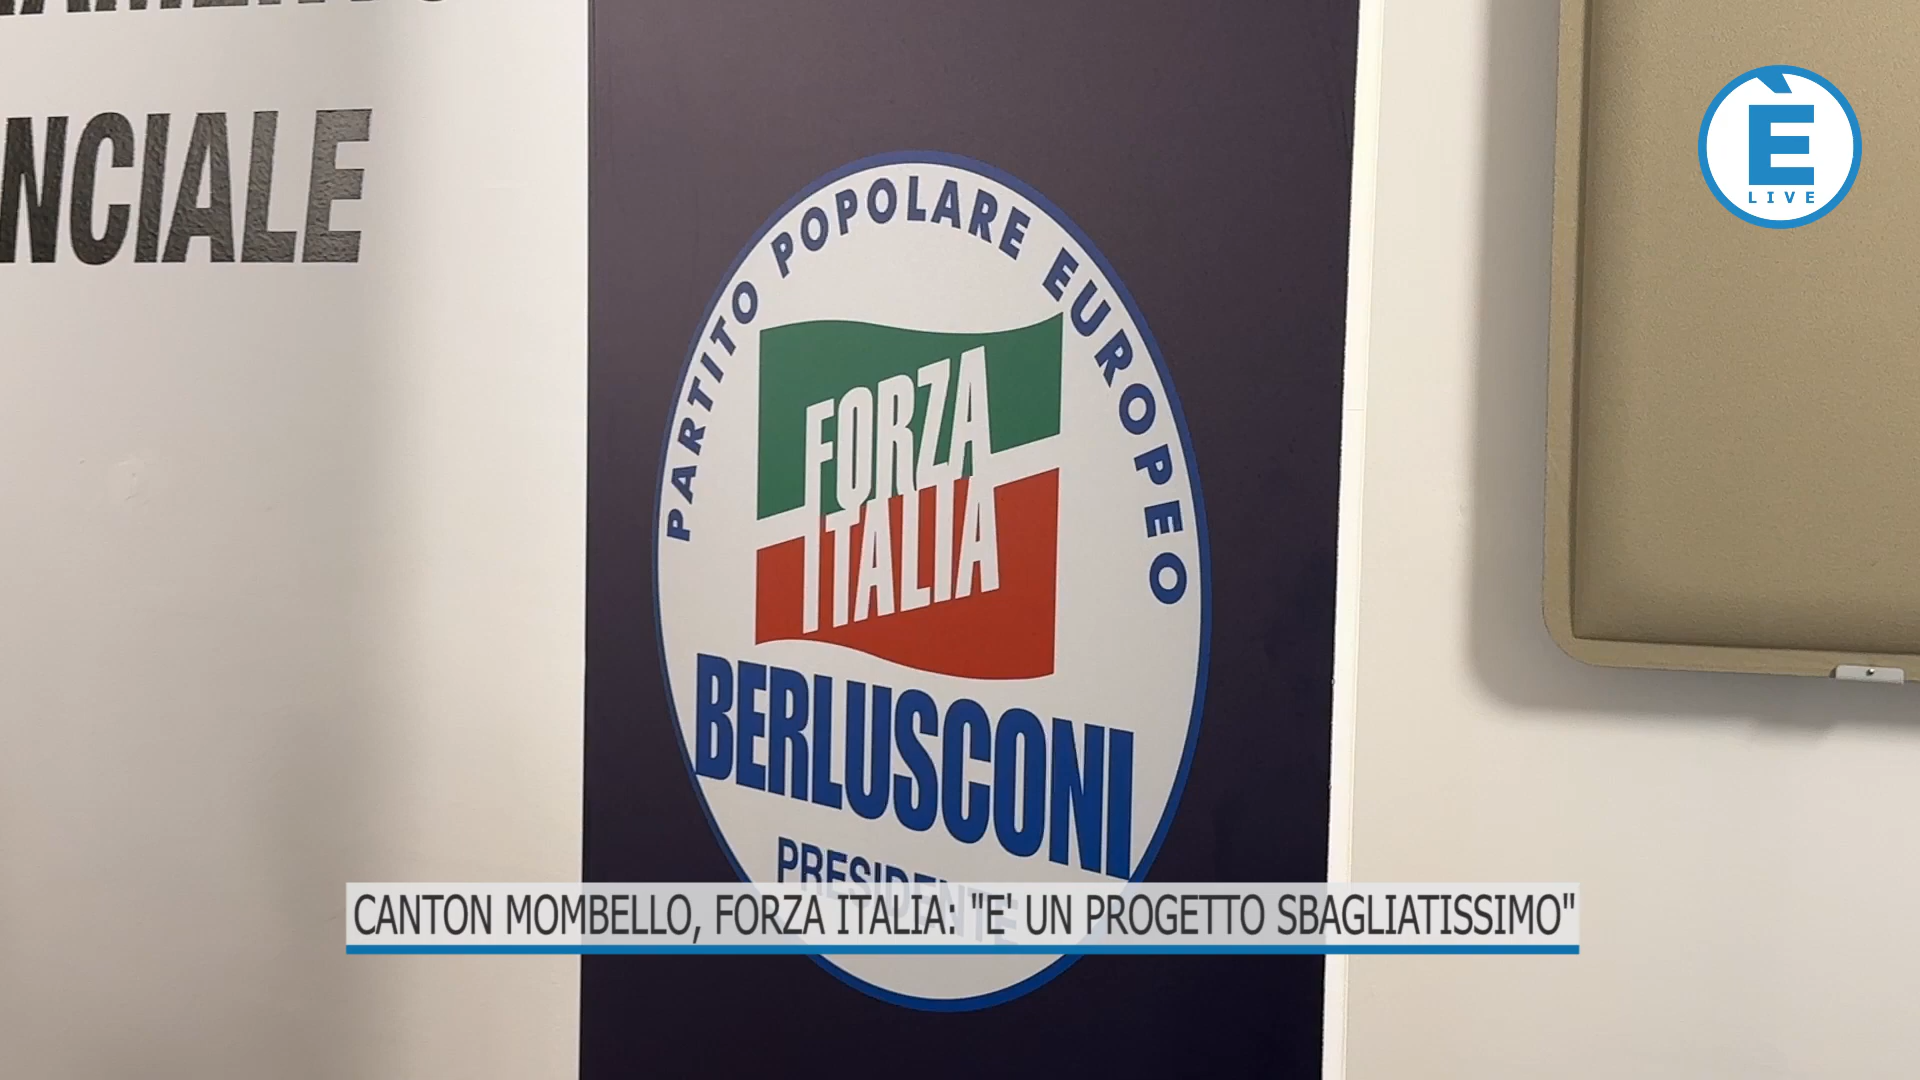 NCIALE
È
LIVE
PARTITO POPOLARE EUROPEO
FORZA
ITALIA
BERLUSCONI
PRESIDENTE
CANTON MOMBELLO, FORZA ITALIA: "E' UN PROGETTO SBAGLIATISSIMO"